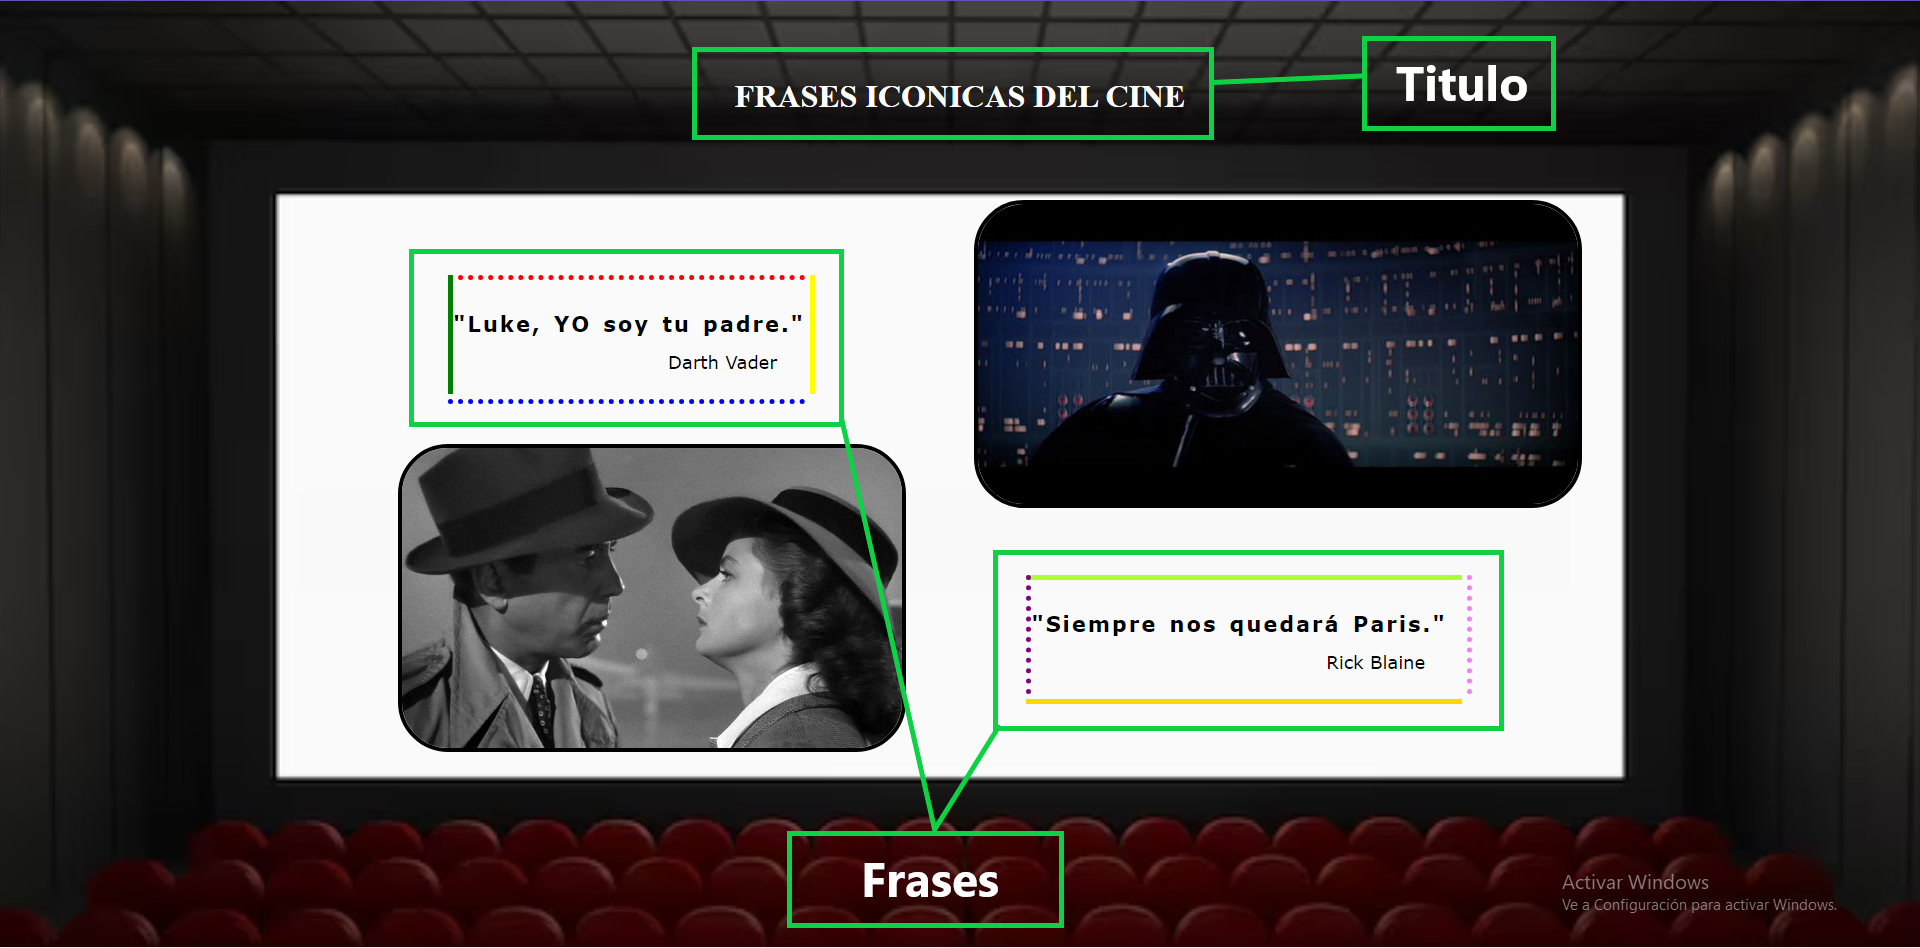 FRASES ICONICAS DEL CINE
Titulo
"Luke, YO soy tu padre."
Darth Vader
"Siempre nos quedará Paris."
Rick Blaine
Frases
Activar Windows
Ve a Configuración para activar Windows.